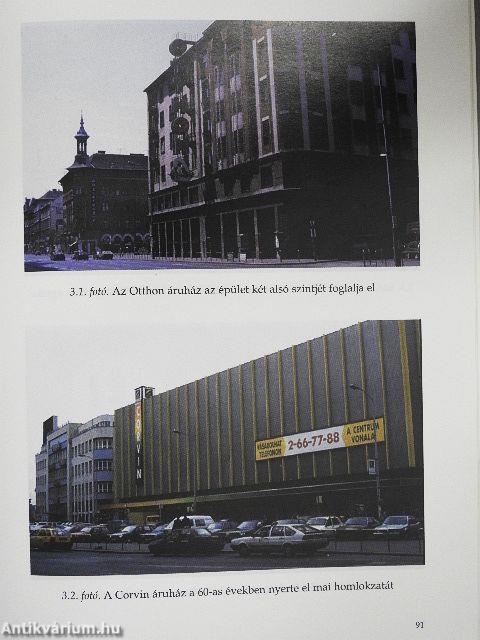 3.1. fotó. Az Otthon áruház az épület két alsó szintjét foglalja el
CORVIN
VÁSÁROLHAT
TELEFONON
2-66-77-88
A CENTRUM
VONALA
3.2. fotó. A Corvin áruház a 60-as években nyerte el mai homlokzatát
91
Antikvárium.hu